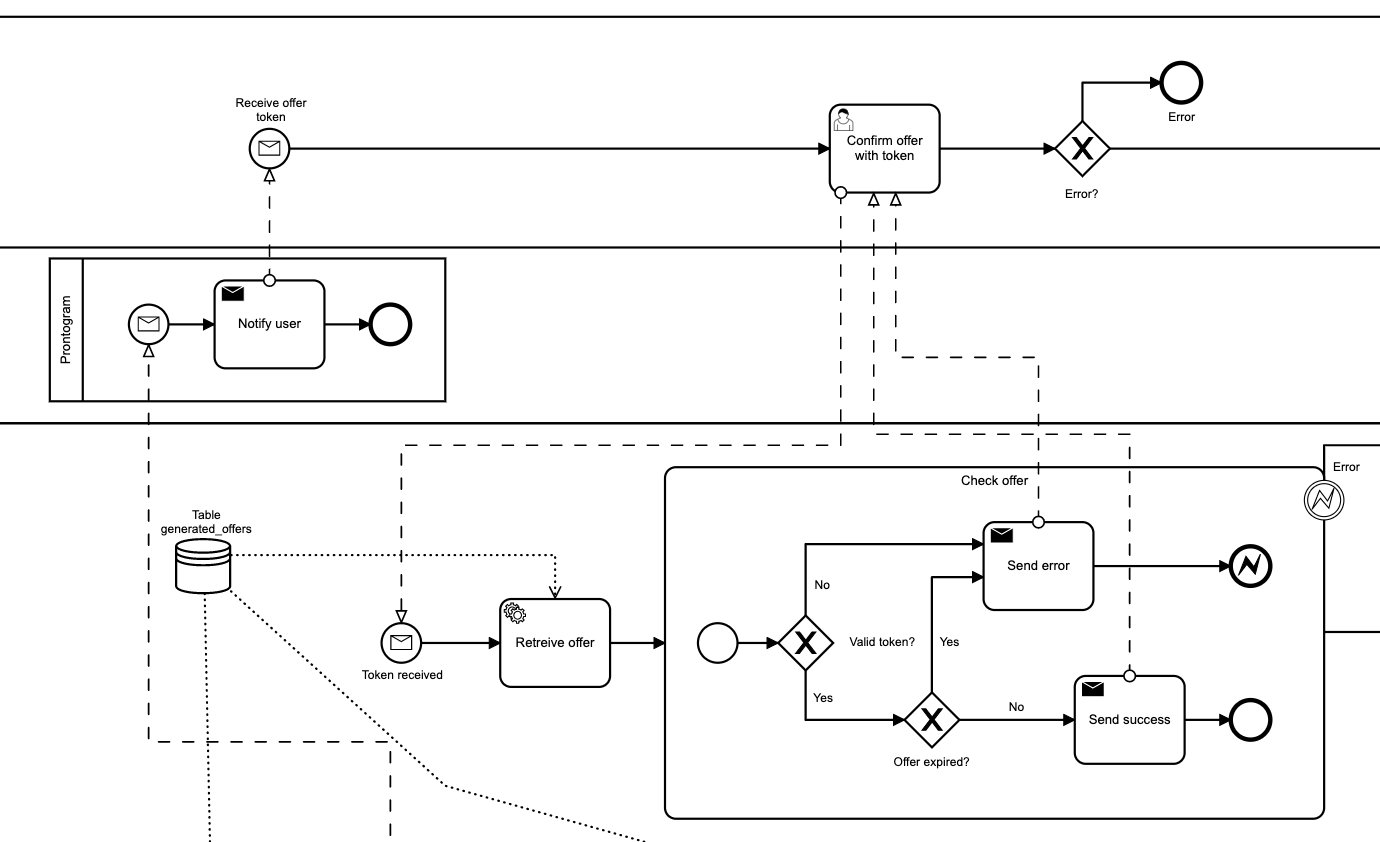 Receive offer
token
Confirm offer
with token
Error
Error?
Prontogram
Notify user
Check offer
Error
Table
generated_offers
Send error
No
Retreive offer
Valid token?
Yes
Token received
Yes
No
Send success
Offer expired?